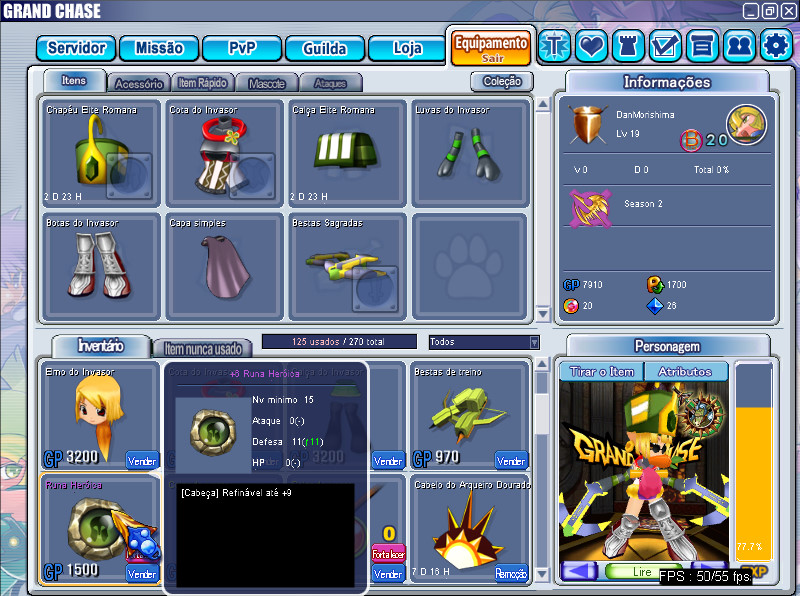 GRAND CHASE
Servidor
Missão
PvP
Guilda
Loja
Equipamento
Sair
Itens
Acessório
Item Rápido
Mascote
Ataques
Coleção
Chapéu Elite Romana
Cota do Invasor
Calça Elite Romana
Luvas do Invasor
2 D 23 H
2 D 23 H
Botas do Invasor
Capa simples
Bestas Sagradas
Informações
DanMorishima
LV 19
B 20
V 0
D 0
Total 0%
Season 2
GP 7910
1700
20
26
Inventário
Item nunca usado
125 usados / 270 total
Todos
Elmo do Invasor
GP 3200
Vender
3200
Vender
Bestas de treino
GP 970
Vender
+6 Runa Heróica
Nv mínimo 15
Ataque 0(-)
Defesa 11(↑11)
HP 0(-)
[Cabeça] Refinável até +9
Runa Heróica
GP 1500
Vender
0
Fortalecer
Vender
Cabelo do Arqueiro Dourado
7 D 16 H
Remoção
Personagem
Tirar o Item
Atributos
GRAND CHASE
77.7%
EXP
Lire
FPS : 50/55 fps